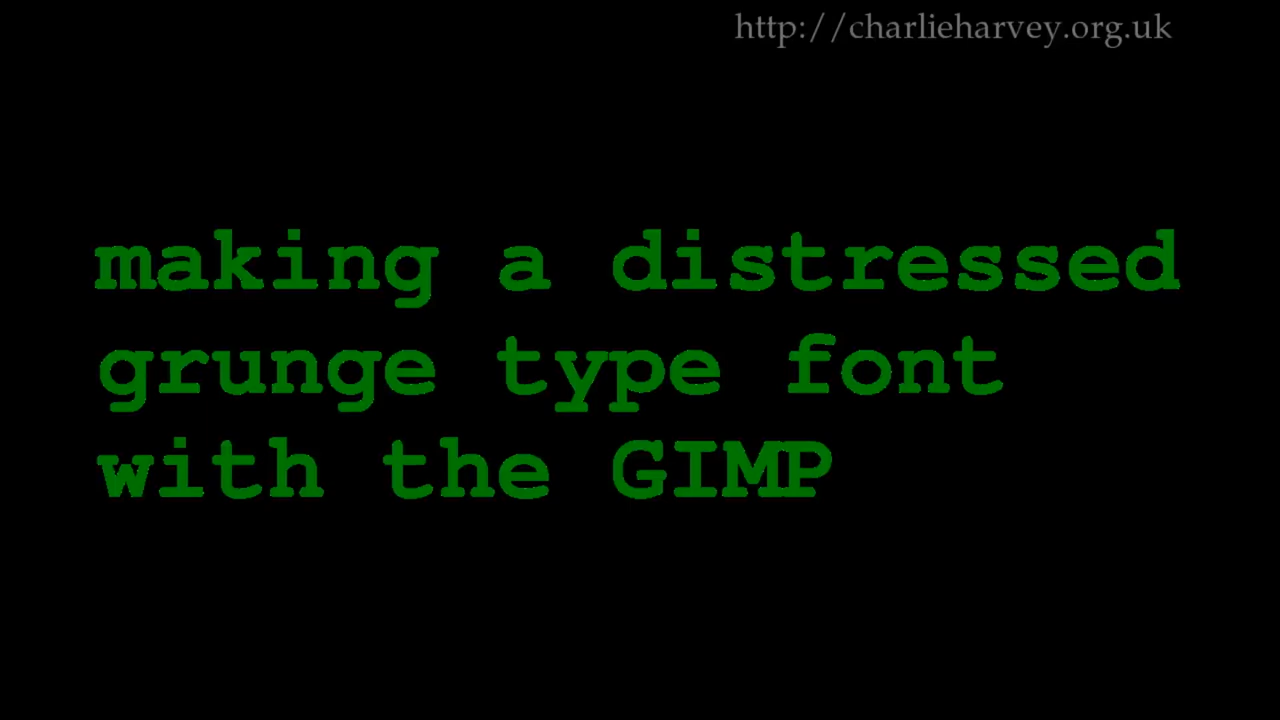 http://charlieharvey.org.uk
making a distressed
grunge type font
with the GIMP